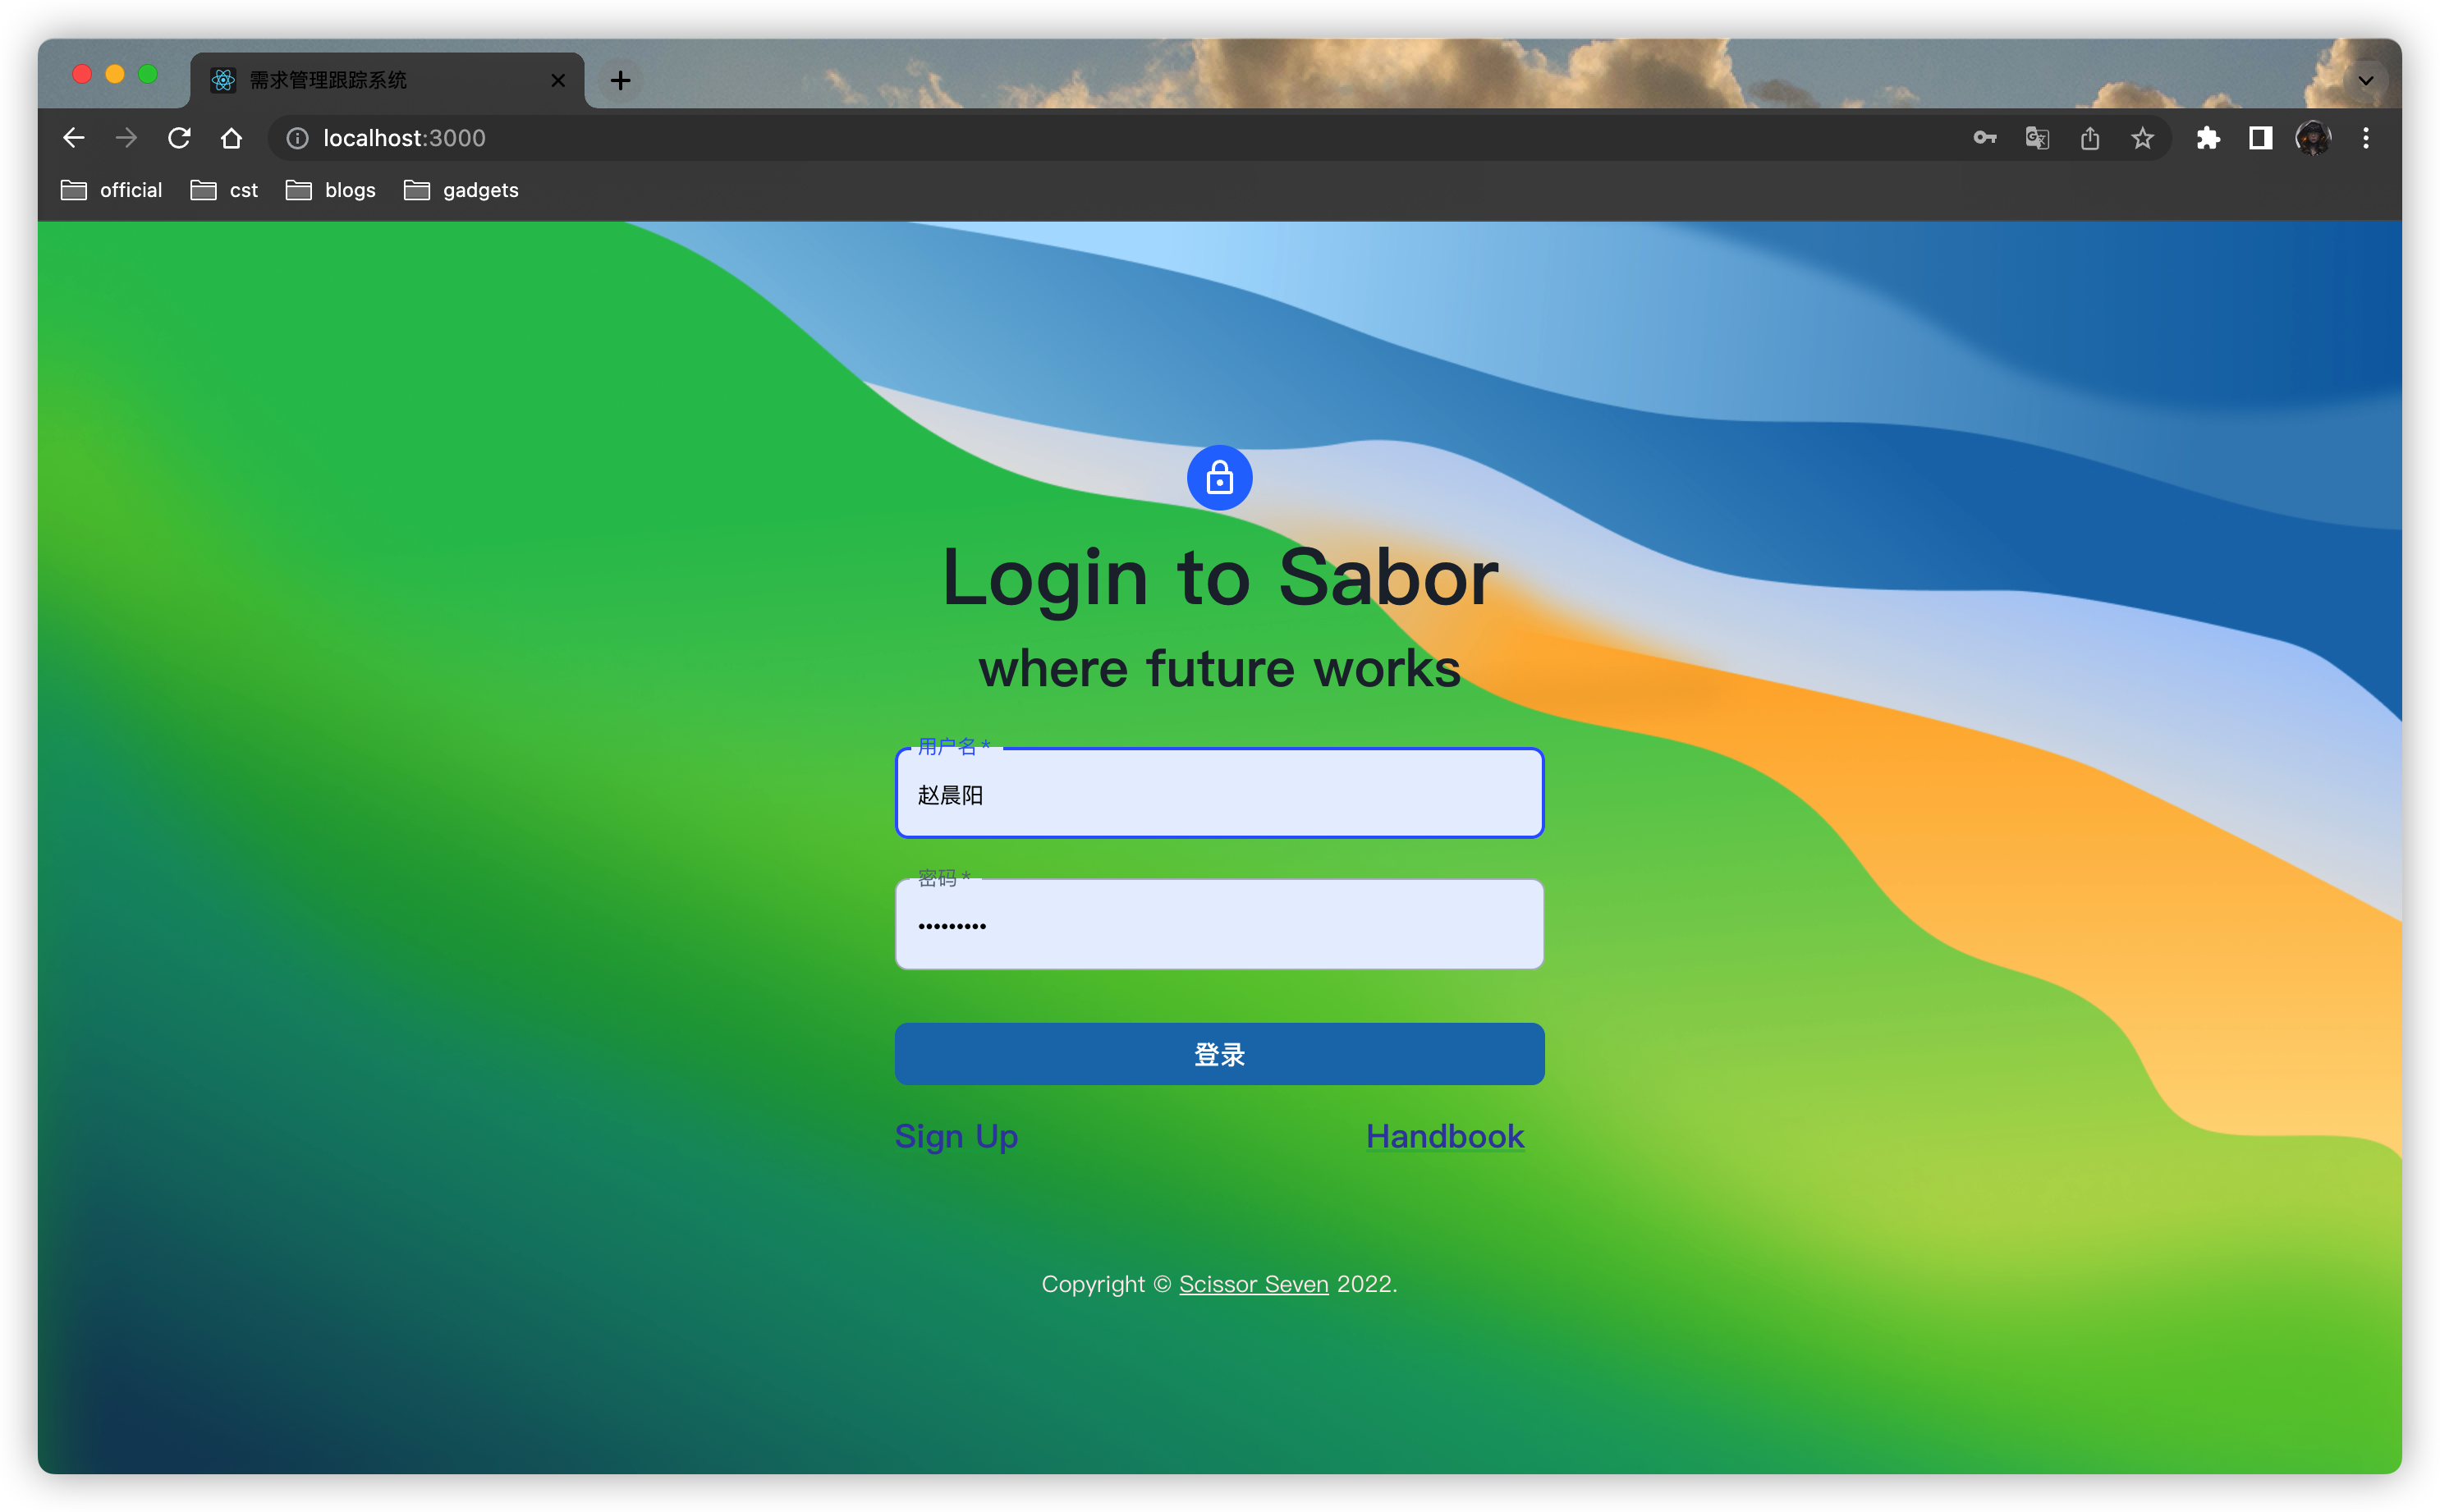 需求管理跟踪系统
localhost:3000
official cst blogs gadgets
Login to Sabor
where future works
用户名 *
赵晨阳
密码 *
•••••••••
登录
Sign Up Handbook
Copyright © Scissor Seven 2022.